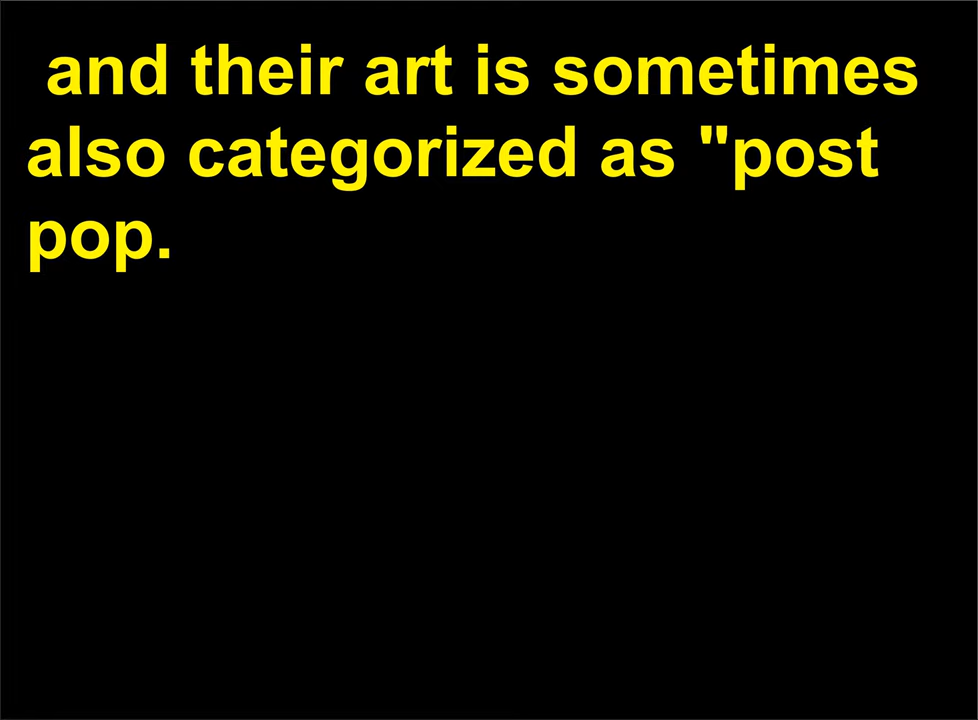 and their art is sometimes
also categorized as "post
pop.